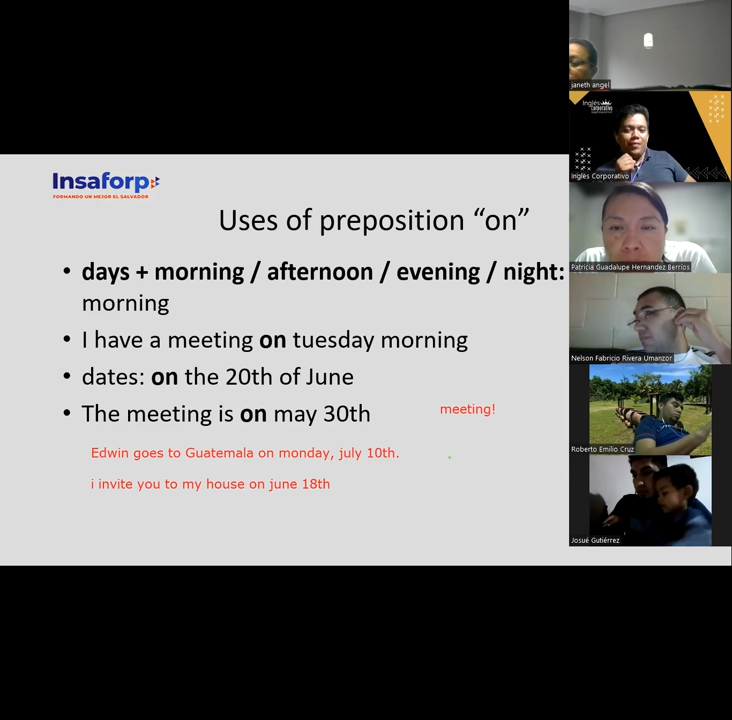 Insaforp
FORMANDO UN MEJOR EL SALVADOR
Uses of preposition “on”
• days + morning / afternoon / evening / night:
morning
• I have a meeting on tuesday morning
• dates: on the 20th of June
• The meeting is on may 30th
meeting!
Edwin goes to Guatemala on monday, july 10th.
i invite you to my house on june 18th
janeth angel
Inglés
corporativo
Inglés Corporativo
Patricia Guadalupe Hernandez Berrios
Nelson Fabricio Rivera Umanzor
Roberto Emilio Cruz
Josué Gutiérrez